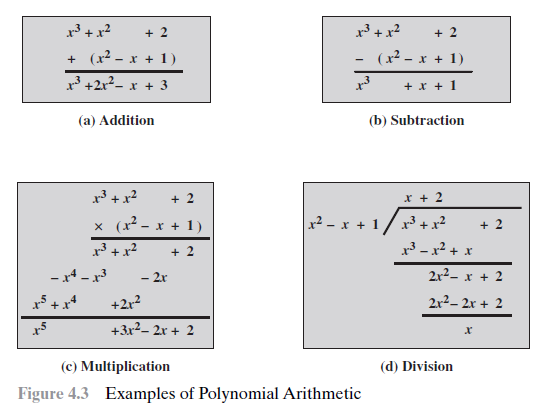 x³ + x² + 2
+ (x² – x + 1)
x³ +2x² – x + 3
(a) Addition
x³ + x² + 2
– (x² – x + 1)
x³ + x + 1
(b) Subtraction
x³ + x² + 2
× (x² – x + 1)
x³ + x² + 2
– x⁴ – x³ – 2x
x⁵ + x⁴ +2x²
x⁵ +3x² – 2x + 2
(c) Multiplication
x + 2
x² – x + 1 / x³ + x² + 2
x³ – x² + x
2x² – x + 2
2x² – 2x + 2
x
(d) Division
Figure 4.3 Examples of Polynomial Arithmetic